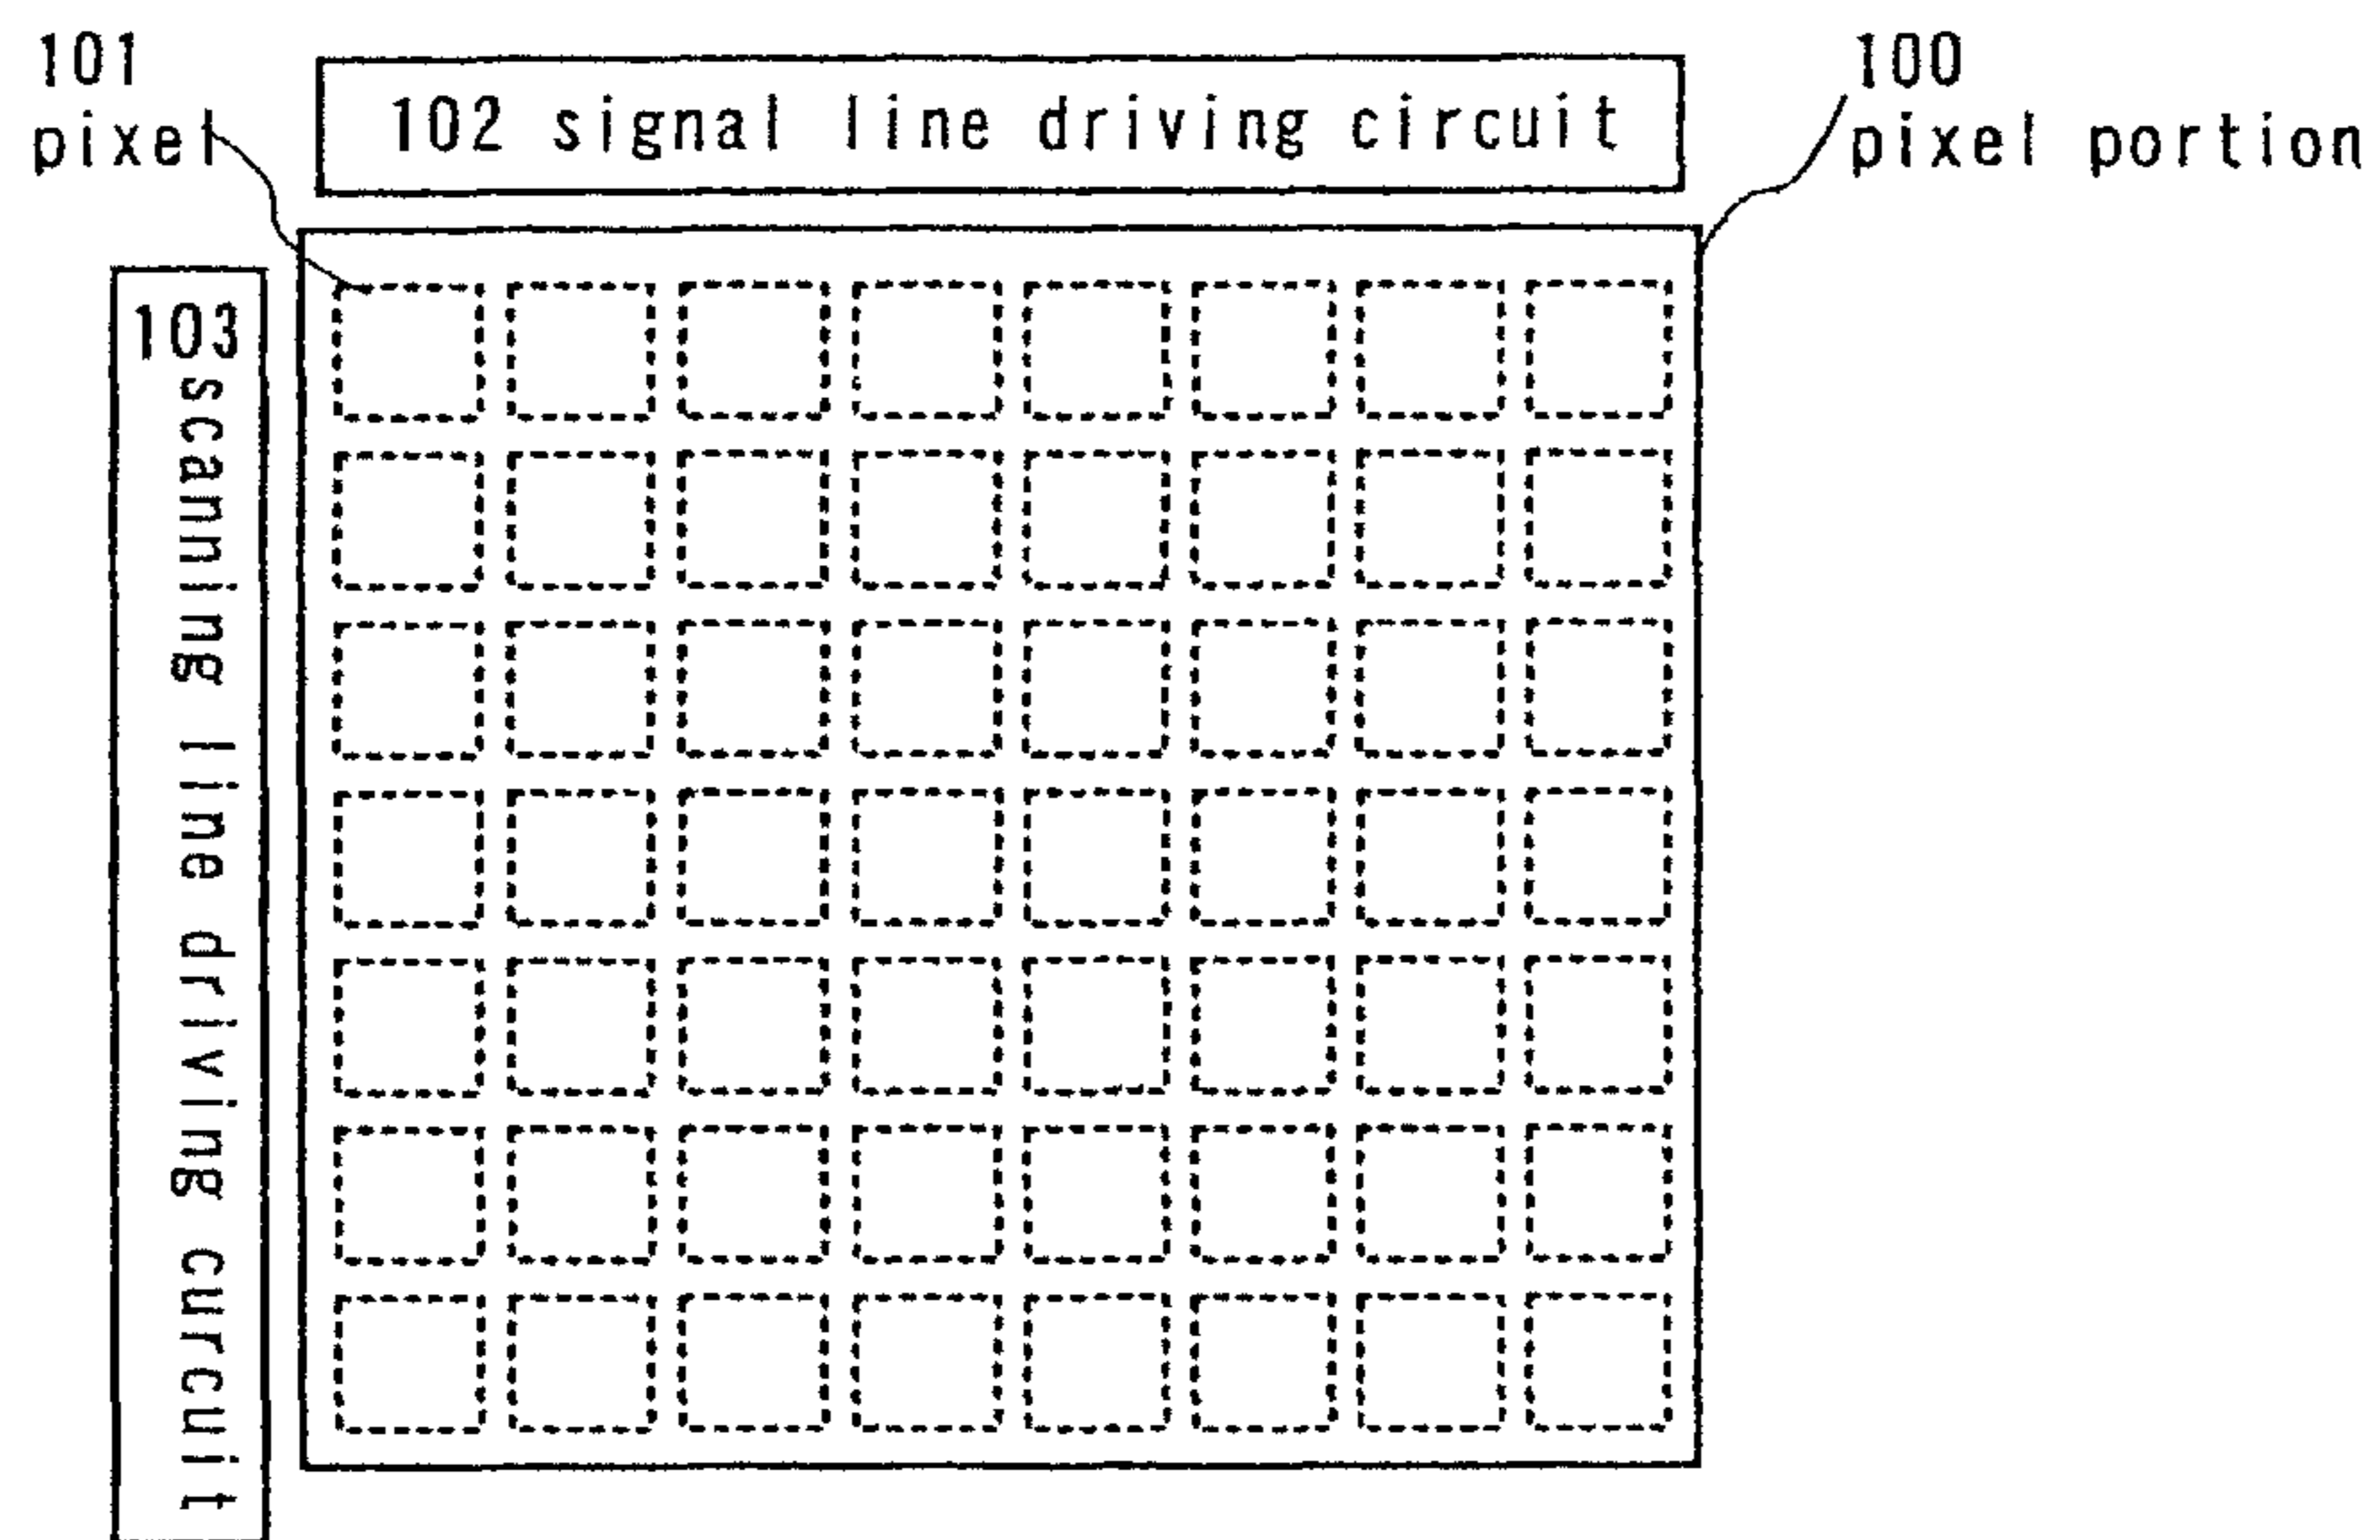 101
pixel
102 signal line driving circuit
100
pixel portion
103
scanning line driving curcuit